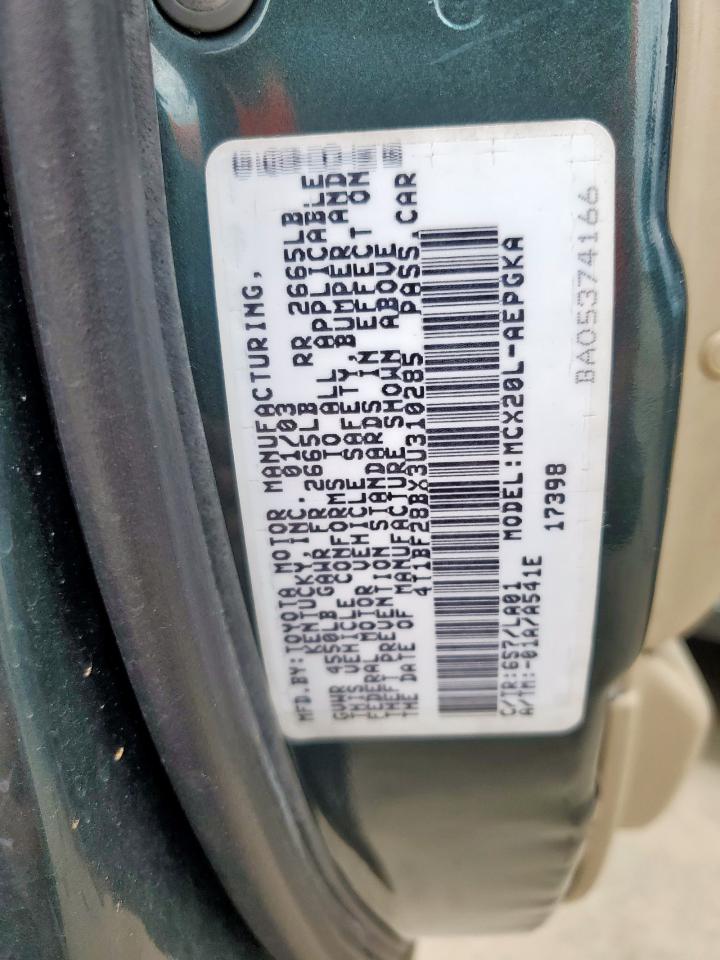 MFD.BY:TOYOTA MOTOR MANUFACTURING,
KENTUCKY,INC. 01/03
GVWR 4550LB GAWR FR 2665LB RR 2665LB
THIS VEHICLE CONFORMS TO ALL APPLICABLE
FEDERAL MOTOR VEHICLE SAFETY,BUMPER AND
THEFT PREVENTION STANDARDS IN EFFECT ON
THE DATE OF MANUFACTURE SHOWN ABOVE.
4T1BF28BX3U310285 PASS.CAR
C/TR:6S7/LA01 MODEL:MCX20L-AEPGKA
A/TM:-01A/A541E 17398
BA05374166